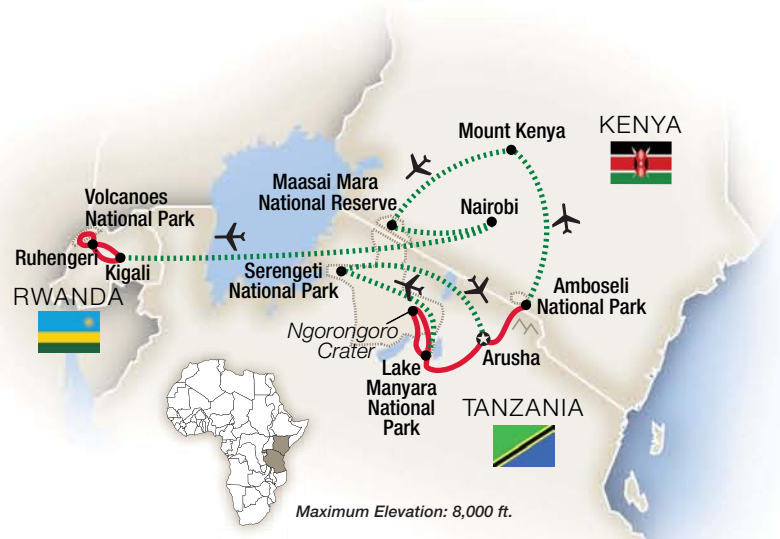 Mount Kenya
KENYA
Maasai Mara
National Reserve
Nairobi
Volcanoes
National Park
Ruhengeri
Kigali
RWANDA
Serengeti
National Park
Amboseli
National Park
Ngorongoro
Crater
Arusha
Lake
Manyara
National
Park
TANZANIA
Maximum Elevation: 8,000 ft.